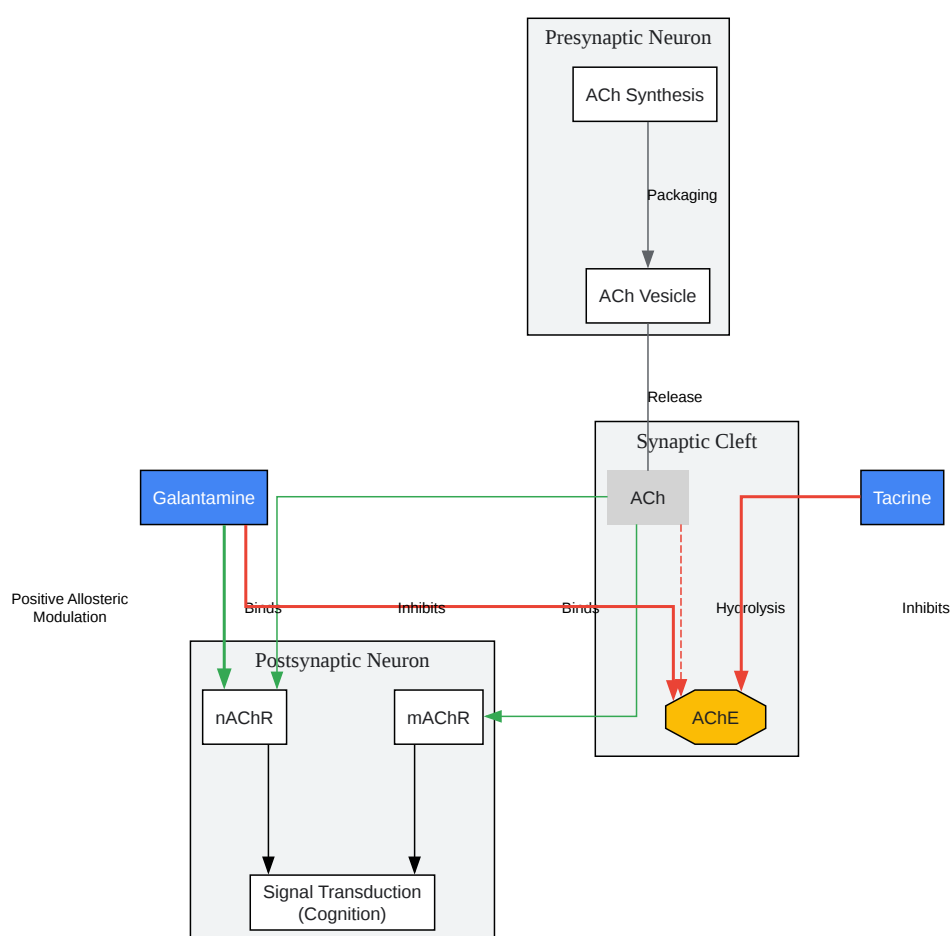 Presynaptic Neuron
ACh Synthesis
Packaging
ACh Vesicle
Release
Synaptic Cleft
Galantamine
ACh
Tacrine
Positive Allosteric
Modulation
Binds
Inhibits
Binds
Hydrolysis
Inhibits
Postsynaptic Neuron
nAChR
mAChR
AChE
Signal Transduction
(Cognition)